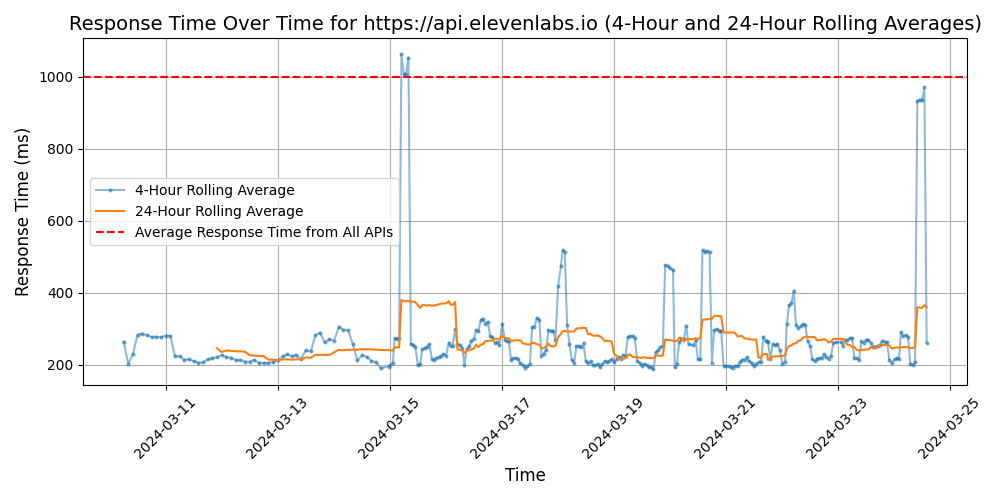 Response Time Over Time for https://api.elevenlabs.io (4-Hour and 24-Hour Rolling Averages)
Response Time (ms)
1000
800
600
400
200
4-Hour Rolling Average
24-Hour Rolling Average
Average Response Time from All APIs
2024-03-11
2024-03-13
2024-03-15
2024-03-17
2024-03-19
2024-03-21
2024-03-23
2024-03-25
Time